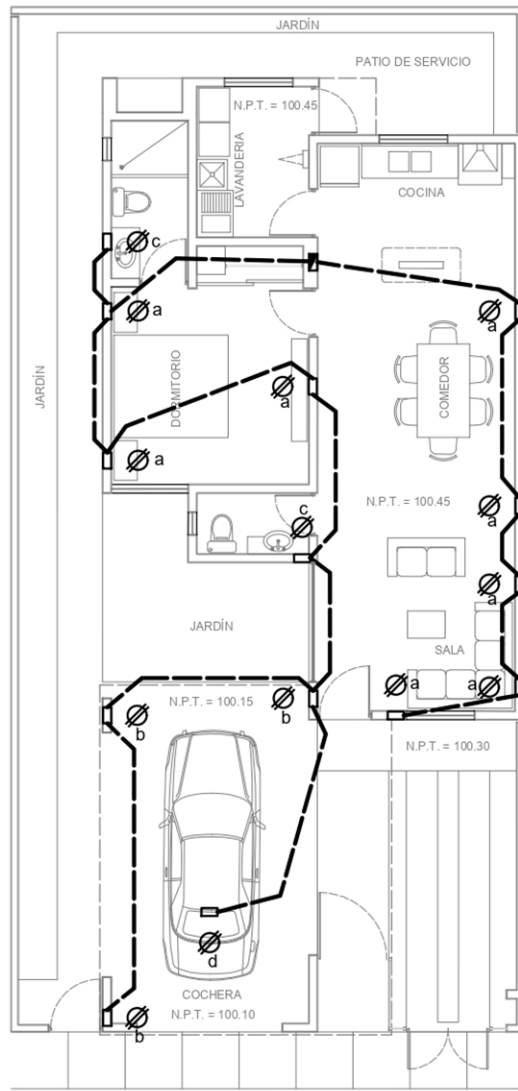 JARDÍN
PATIO DE SERVICIO
N.P.T. = 100.45
LAVANDERIA
COCINA
c
a
a
JARDÍN
DORMITORIO
COMEDOR
a
a
N.P.T. = 100.45
a
c
a
JARDÍN
SALA
a
a
N.P.T. = 100.15
b
b
N.P.T. = 100.30
d
COCHERA
N.P.T. = 100.10
b